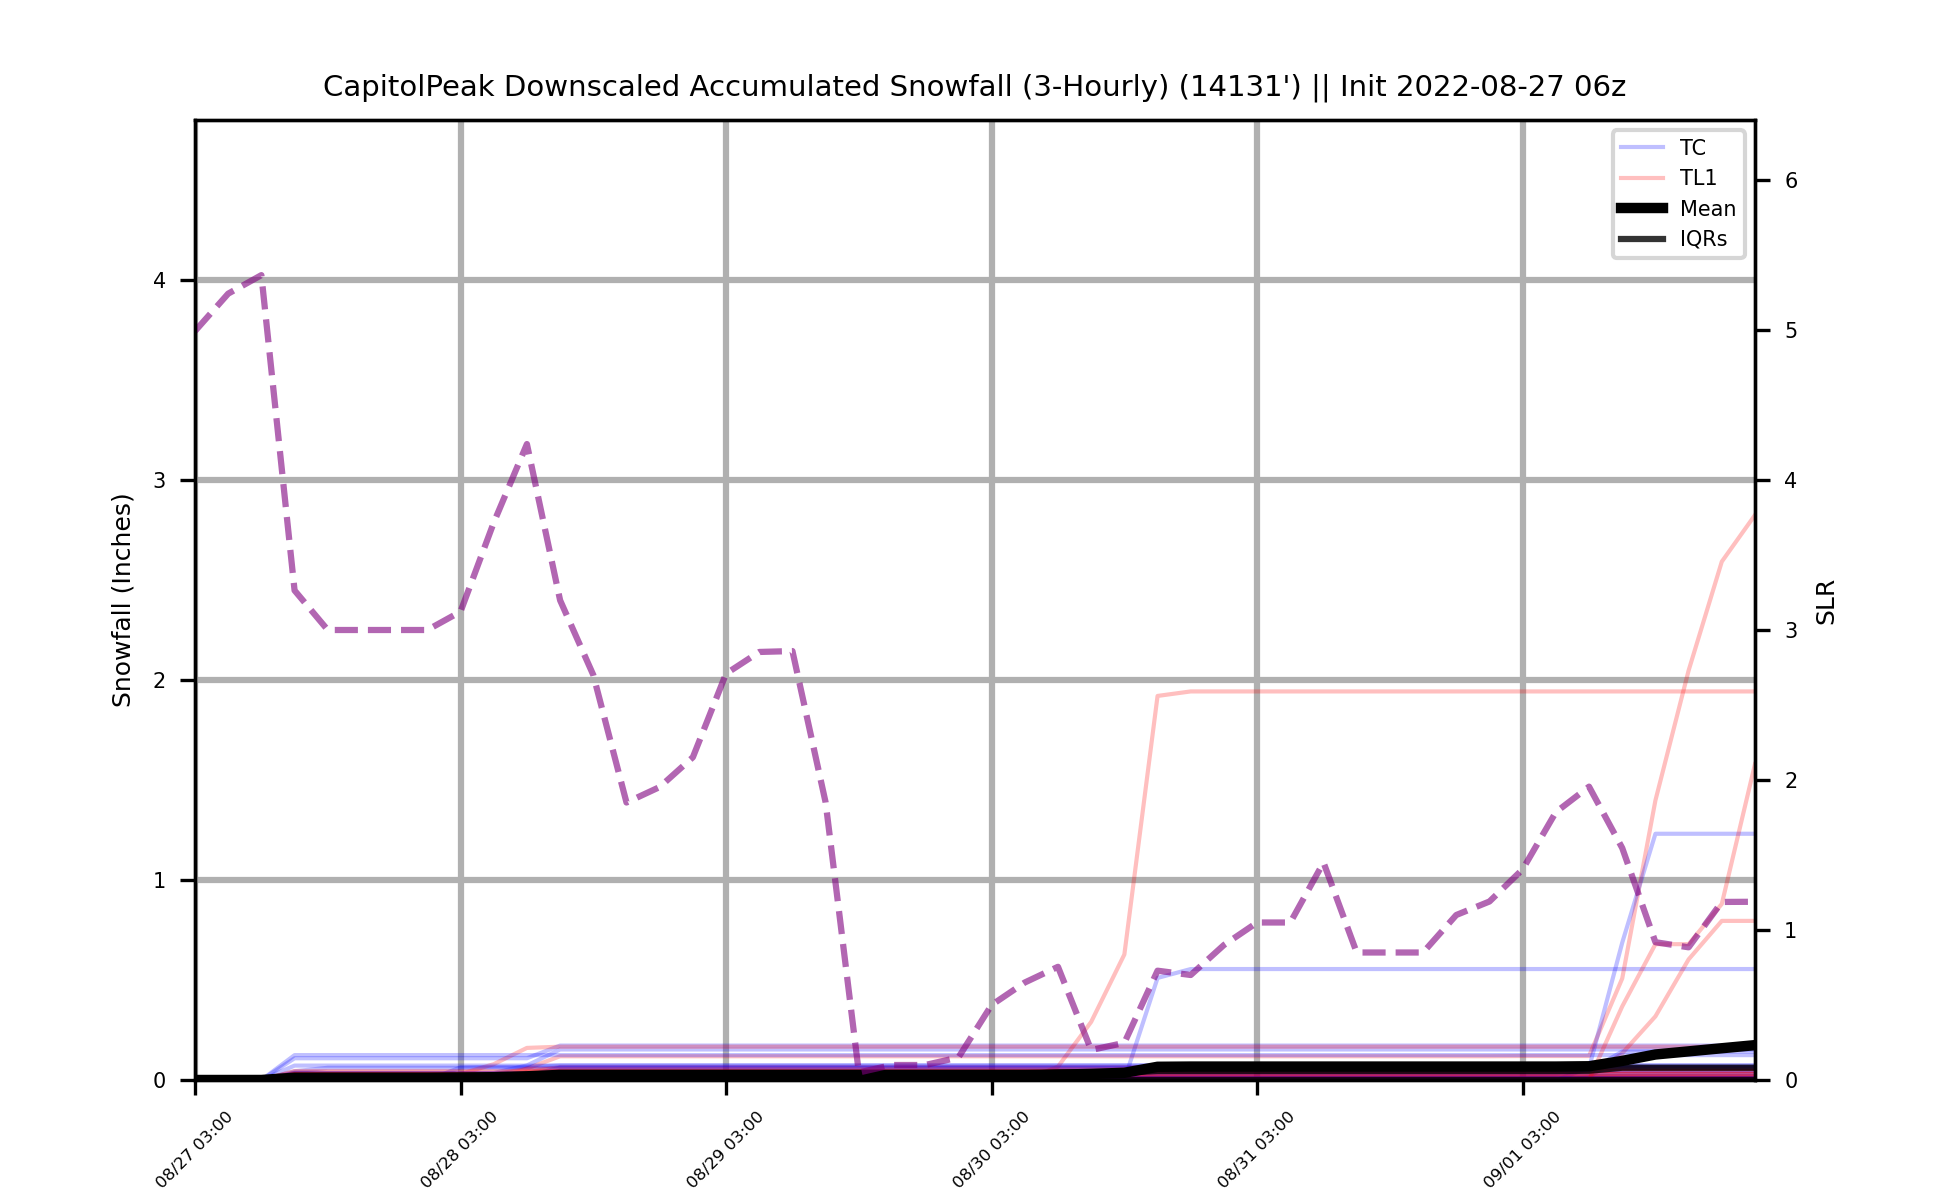 CapitolPeak Downscaled Accumulated Snowfall (3-Hourly) (14131') || Init 2022-08-27 06z
TC
TL1
Mean
IQRs
Snowfall (Inches)
4
3
2
1
0
6
5
4
3
2
1
0
SLR
08/27 03:00
08/28 03:00
08/29 03:00
08/30 03:00
08/31 03:00
09/01 03:00